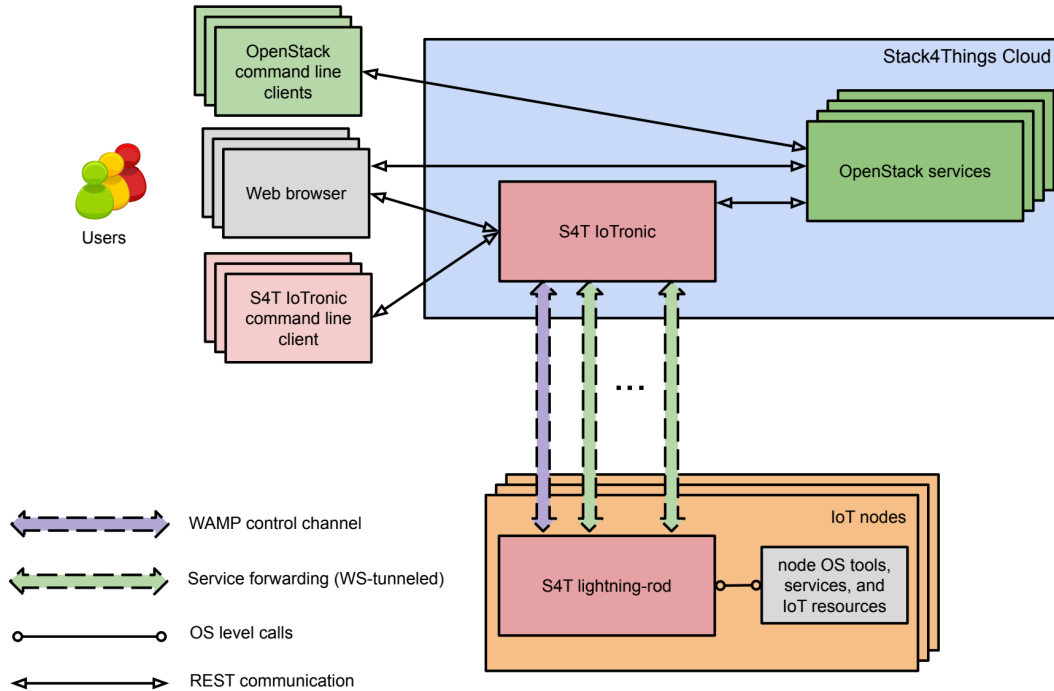 OpenStack
command line
clients
Stack4Things Cloud
Web browser
OpenStack services
Users
S4T IoTronic
S4T IoTronic
command line
client
...
IoT nodes
S4T lightning-rod
node OS tools,
services, and
IoT resources
WAMP control channel
Service forwarding (WS-tunneled)
OS level calls
REST communication